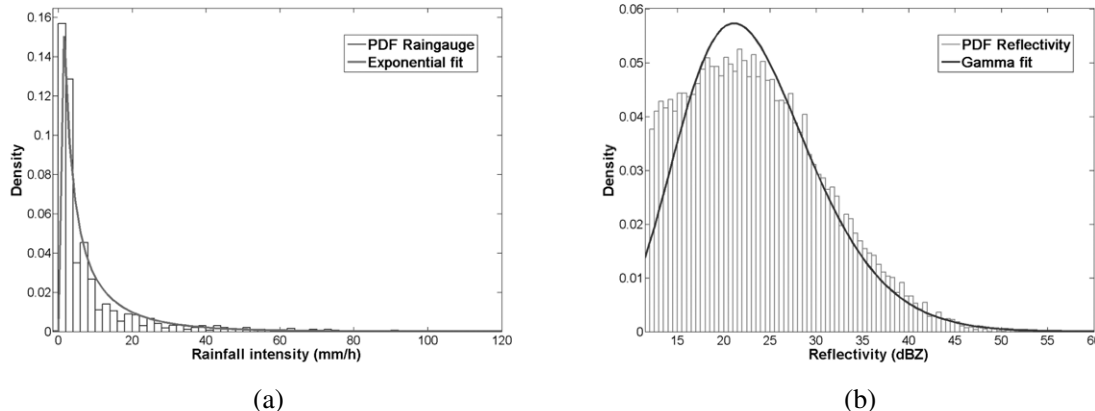 0.16
0.14
0.12
0.1
0.08
0.06
0.04
0.02
0
Density
PDF Raingauge
Exponential fit
0 20 40 60 80 100 120
Rainfall intensity (mm/h)
(a)
0.06
0.05
0.04
0.03
0.02
0.01
0
Density
PDF Reflectivity
Gamma fit
15 20 25 30 35 40 45 50 55 60
Reflectivity (dBZ)
(b)